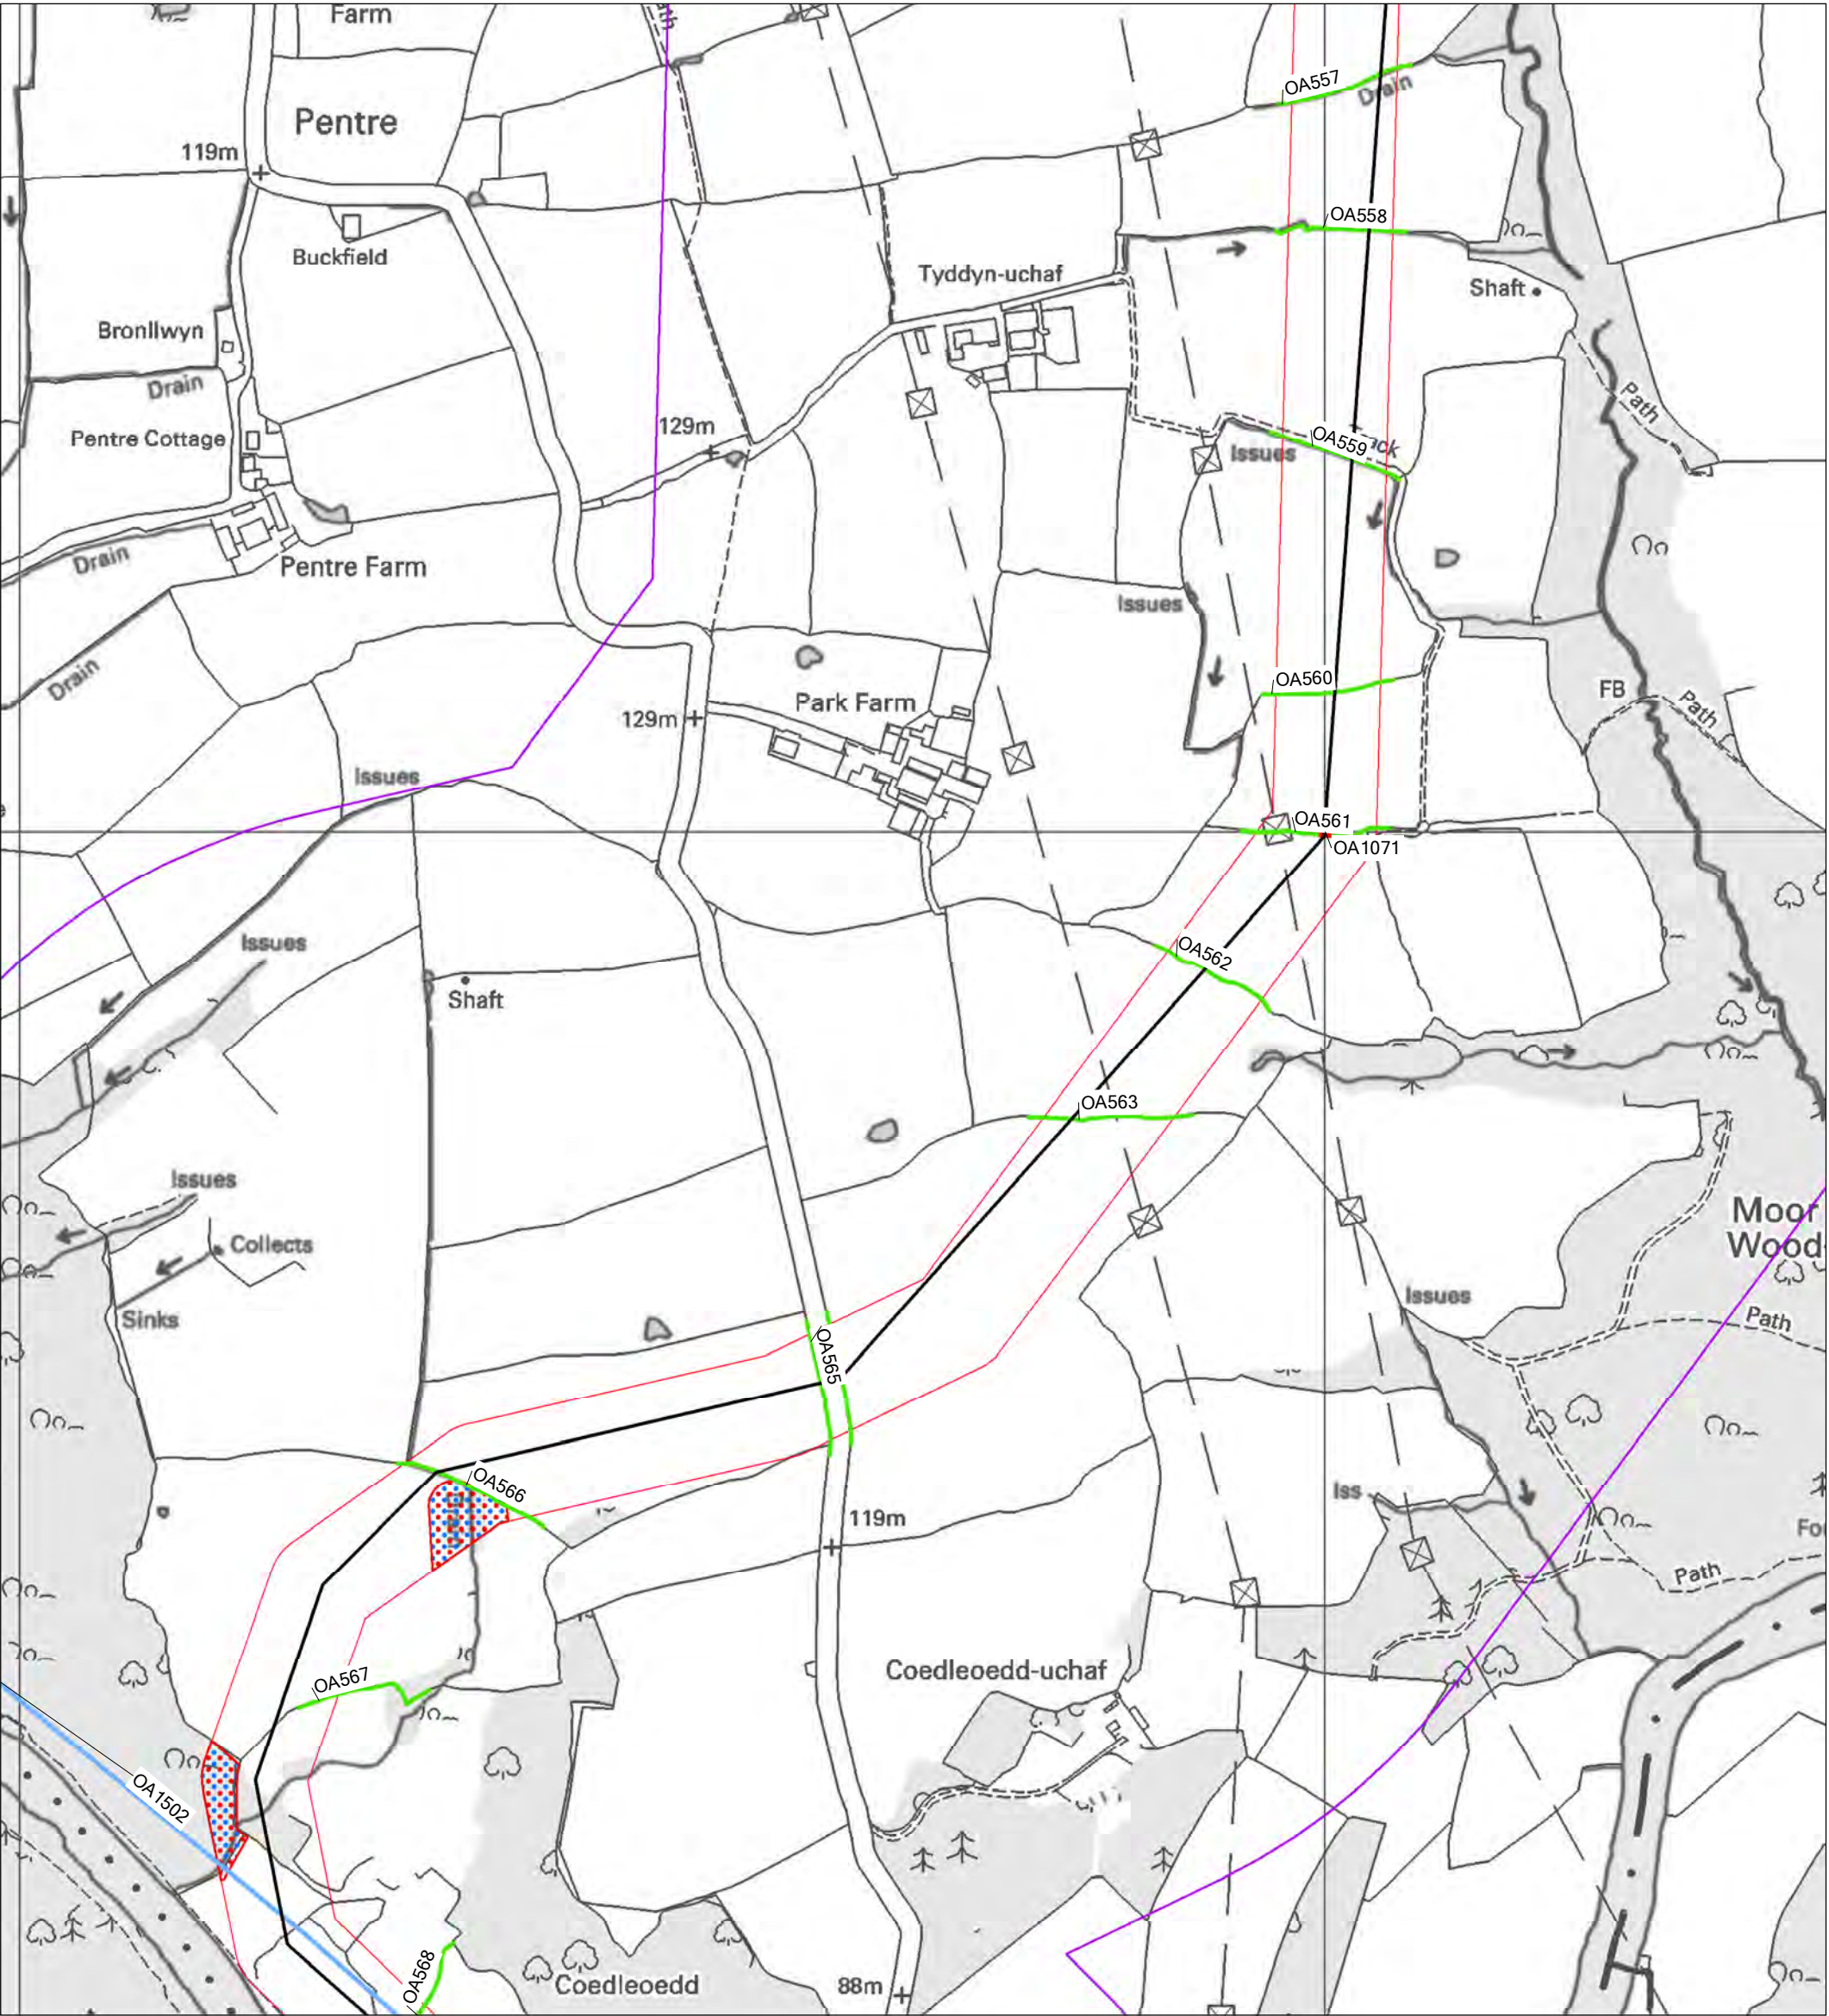 Farm
Pentre
119m
Buckfield
Bronllwyn
Drain
Pentre Cottage
Drain
Pentre Farm
Drain
129m
Tyddyn-uchaf
OA557
Drain
OA558
Shaft
Path
OA559
Issues
Issues
129m
Park Farm
OA560
FB
Path
Issues
OA561
OA1071
Issues
Shaft
OA562
OA563
Issues
Collects
Sinks
Moor
Wood
Issues
Path
OA565
OA566
119m
Iss
Path
Coedleoedd-uchaf
OA567
OA1502
OA568
Coedleoedd
88m